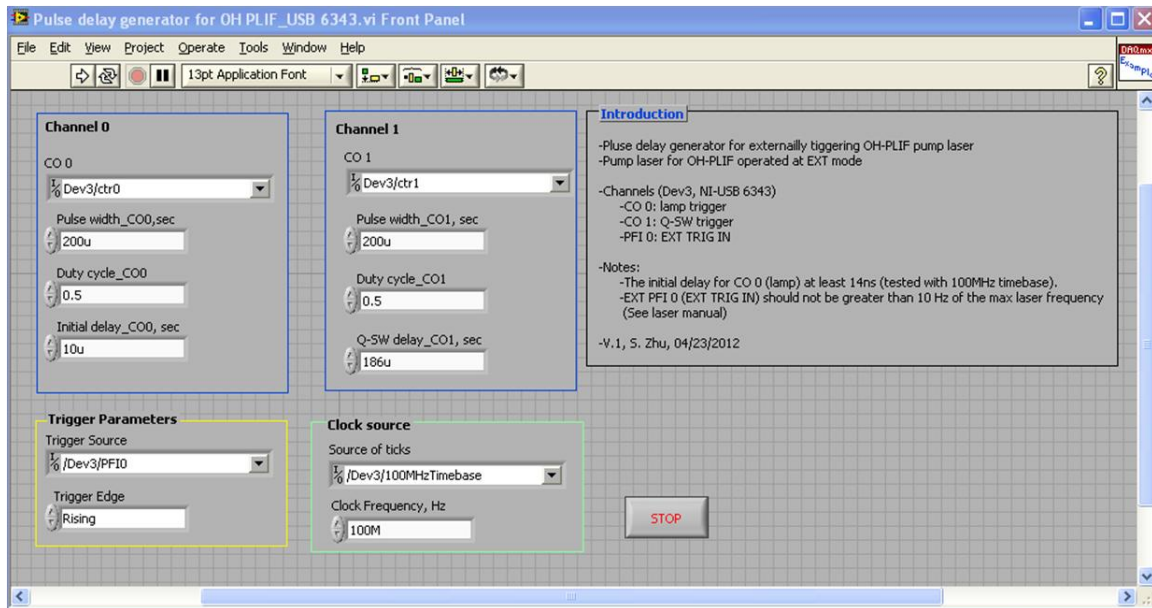 Pulse delay generator for OH PLIF_USB 6343.vi Front Panel
File Edit View Project Operate Tools Window Help
13pt Application Font
DAQmx
Example
Channel 0
CO 0
Dev3/ctr0
Pulse width_CO0,sec
200u
Duty cycle_CO0
0.5
Initial delay_CO0, sec
10u
Channel 1
CO 1
Dev3/ctr1
Pulse width_CO1, sec
200u
Duty cycle_CO1
0.5
Q-SW delay_CO1, sec
186u
Introduction
-Pluse delay generator for externailly tiggering OH-PLIF pump laser
-Pump laser for OH-PLIF operated at EXT mode
-Channels (Dev3, NI-USB 6343)
-CO 0: lamp trigger
-CO 1: Q-SW trigger
-PFI 0: EXT TRIG IN
-Notes:
-The initial delay for CO 0 (lamp) at least 14ns (tested with 100MHz timebase).
-EXT PFI 0 (EXT TRIG IN) should not be greater than 10 Hz of the max laser frequency
(See laser manual)
-V.1, S. Zhu, 04/23/2012
Trigger Parameters
Trigger Source
/Dev3/PFI0
Trigger Edge
Rising
Clock source
Source of ticks
/Dev3/100MHzTimebase
Clock Frequency, Hz
100M
STOP